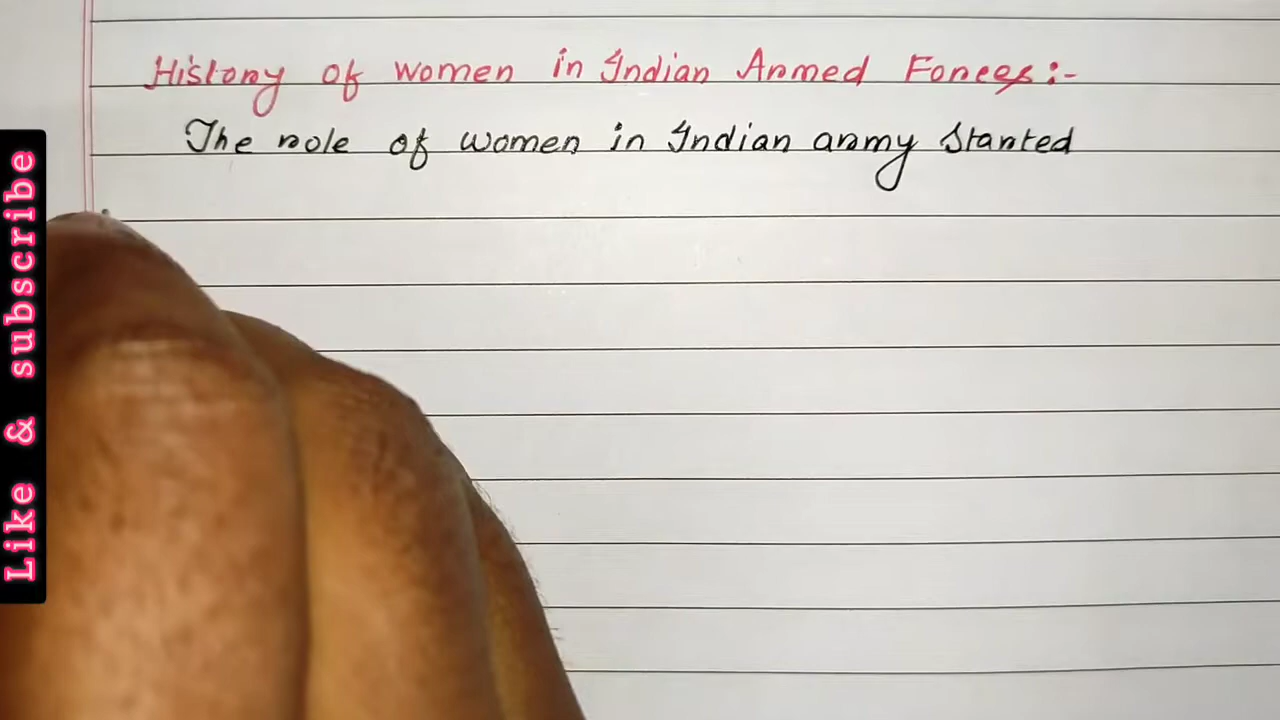 History of women in Indian Armed Forces:-
The role of women in Indian army started
Like & subscribe